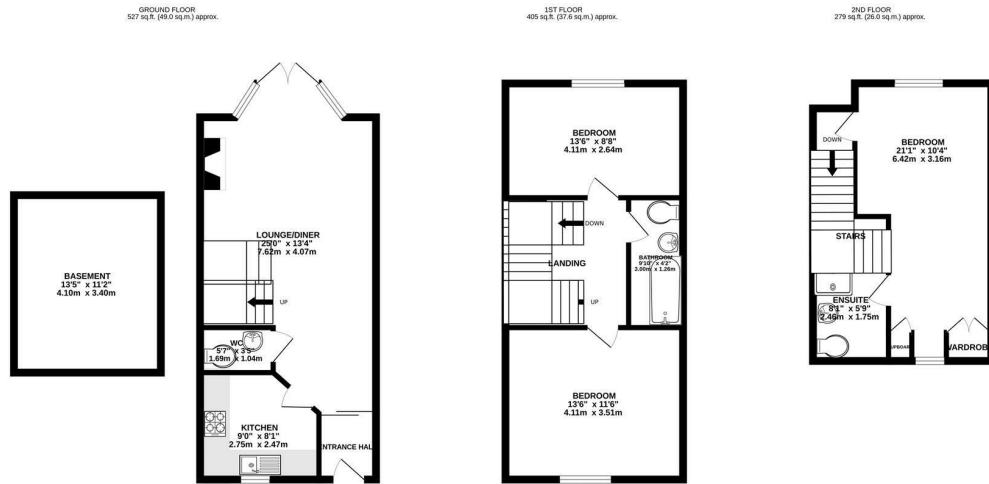 GROUND FLOOR
527 sq.ft. (49.0 sq.m.) approx.
1ST FLOOR
405 sq.ft. (37.6 sq.m.) approx.
2ND FLOOR
279 sq.ft. (26.0 sq.m.) approx.
BASEMENT
13'5" x 11'2"
4.10m x 3.40m
LOUNGE/DINER
25'0" x 13'4"
7.62m x 4.07m
UP
WC
5'7" x 3'5"
1.69m x 1.04m
KITCHEN
9'0" x 8'1"
2.75m x 2.47m
ENTRANCE HAL
BEDROOM
13'6" x 8'8"
4.11m x 2.64m
DOWN
LANDING
BATHROOM
9'10" x 4'2"
3.00m x 1.26m
UP
BEDROOM
13'6" x 11'6"
4.11m x 3.51m
DOWN
BEDROOM
21'1" x 10'4"
6.42m x 3.16m
STAIRS
ENSUITE
8'1" x 5'9"
2.46m x 1.75m
UPBOAR
WARDROB